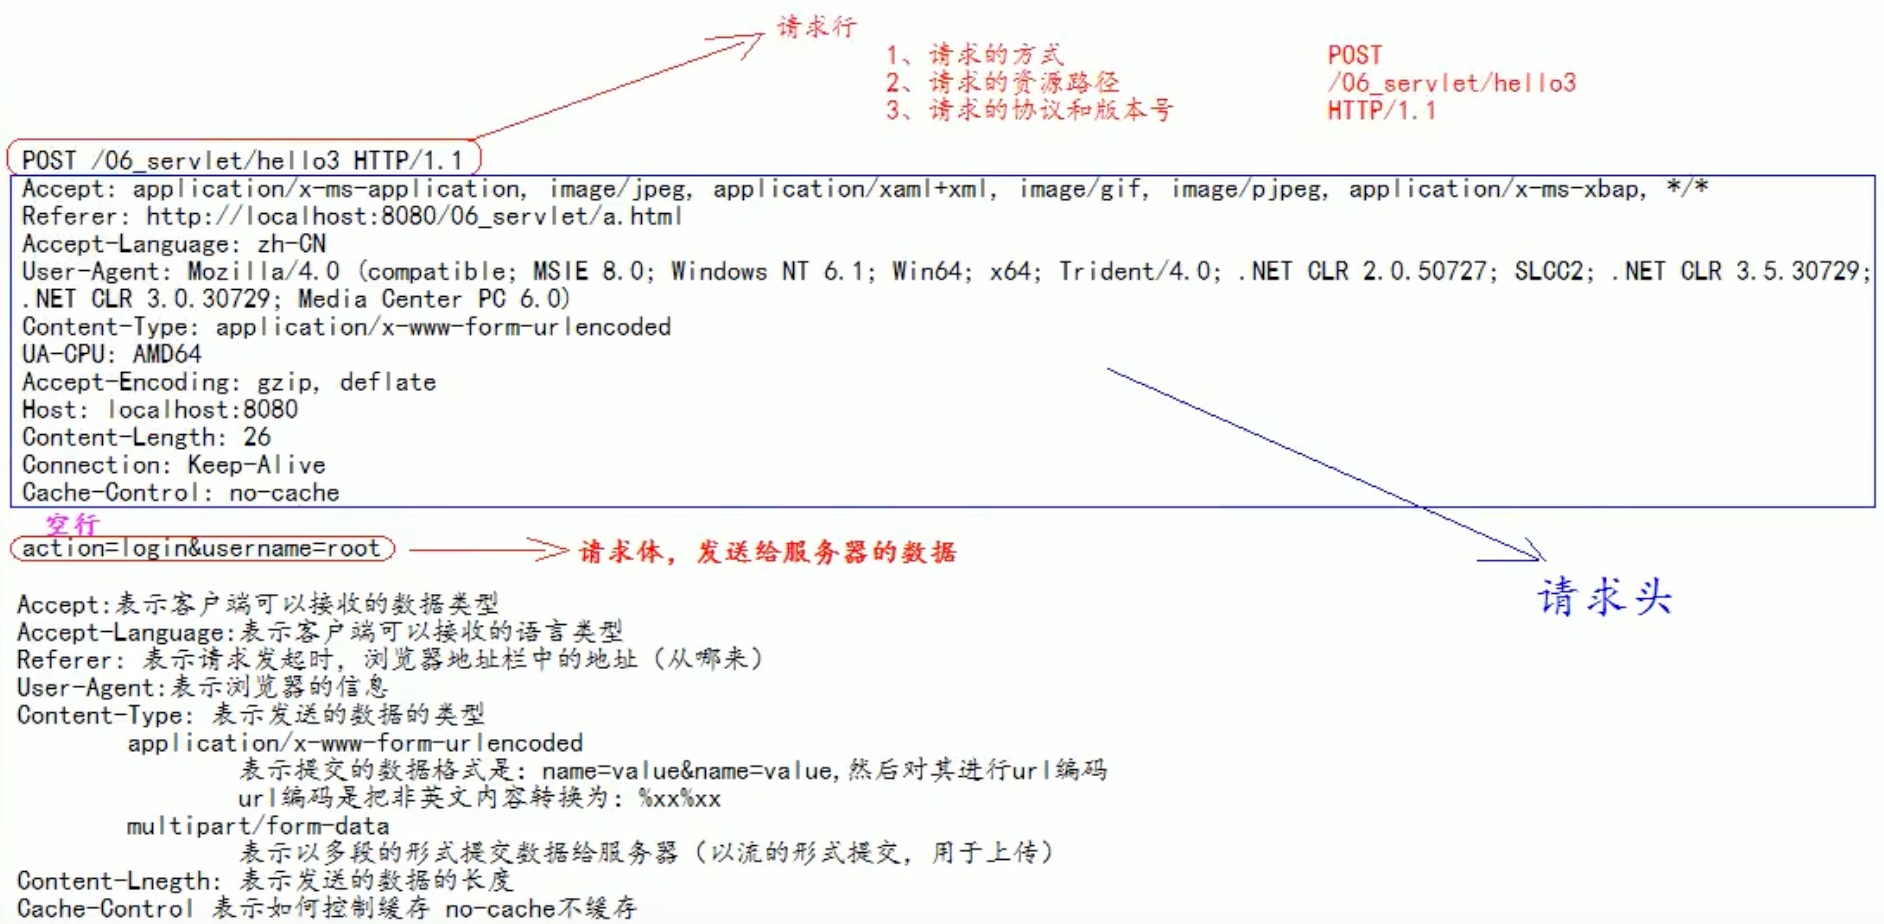 请求行
1、请求的方式 POST
2、请求的资源路径 /06_servlet/hello3
3、请求的协议和版本号 HTTP/1.1
POST /06_servlet/hello3 HTTP/1.1
Accept: application/x-ms-application, image/jpeg, application/xaml+xml, image/gif, image/pjpeg, application/x-ms-xbap, */*
Referer: http://localhost:8080/06_servlet/a.html
Accept-Language: zh-CN
User-Agent: Mozilla/4.0 (compatible; MSIE 8.0; Windows NT 6.1; Win64; x64; Trident/4.0; .NET CLR 2.0.50727; SLCC2; .NET CLR 3.5.30729;
.NET CLR 3.0.30729; Media Center PC 6.0)
Content-Type: application/x-www-form-urlencoded
UA-CPU: AMD64
Accept-Encoding: gzip, deflate
Host: localhost:8080
Content-Length: 26
Connection: Keep-Alive
Cache-Control: no-cache
空行
action=login&username=root 请求体，发送给服务器的数据
请求头
Accept:表示客户端可以接收的数据类型
Accept-Language:表示客户端可以接收的语言类型
Referer: 表示请求发起时，浏览器地址栏中的地址（从哪来）
User-Agent:表示浏览器的信息
Content-Type: 表示发送的数据的类型
application/x-www-form-urlencoded
表示提交的数据格式是：name=value&name=value,然后对其进行url编码
url编码是把非英文内容转换为：%xx%xx
multipart/form-data
表示以多段的形式提交数据给服务器（以流的形式提交，用于上传）
Content-Lnegth: 表示发送的数据的长度
Cache-Control 表示如何控制缓存 no-cache不缓存